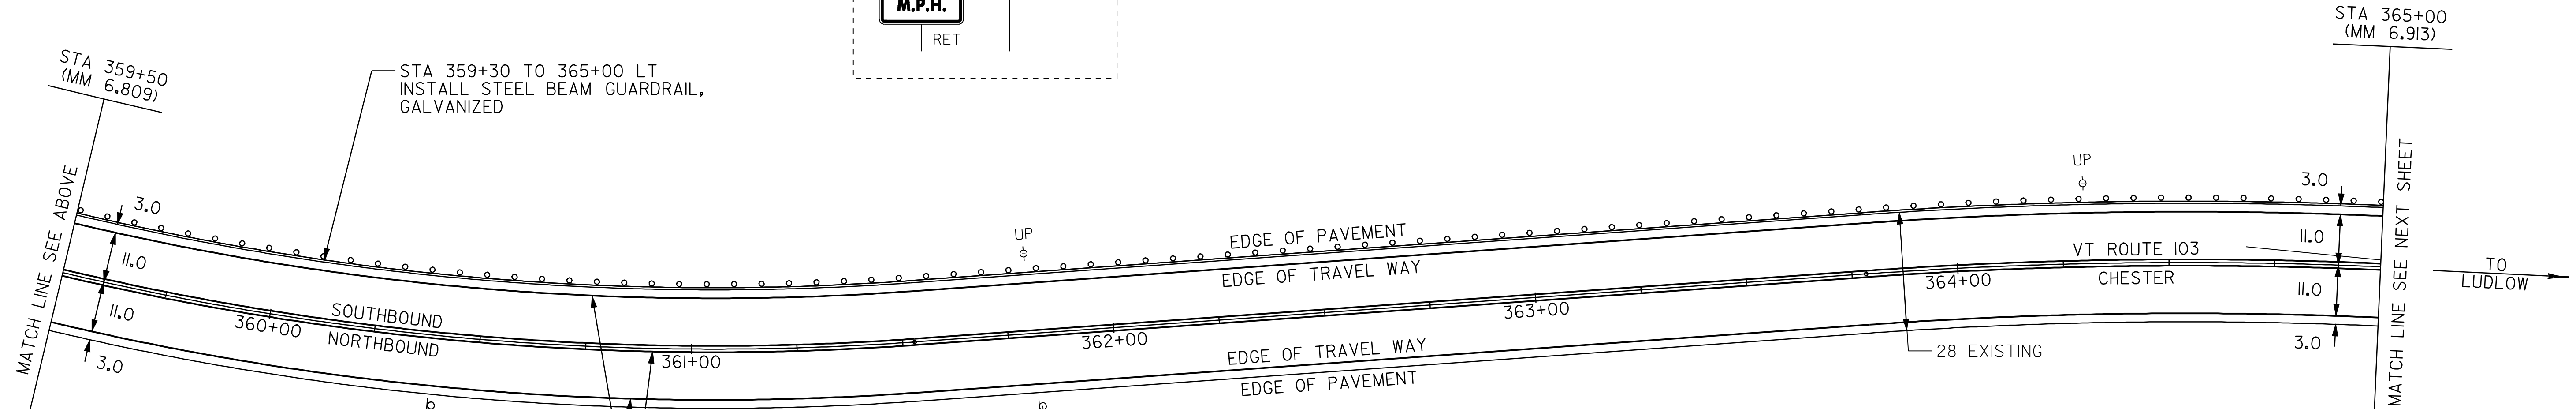 M.P.H.
RET
STA 359+50
(MM 6.809)
STA 359+30 TO 365+00 LT
INSTALL STEEL BEAM GUARDRAIL,
GALVANIZED
STA 365+00
(MM 6.913)
MATCH LINE SEE ABOVE
3.0
11.0
11.0
3.0
SOUTHBOUND
NORTHBOUND
360+00
361+00
UP
362+00
EDGE OF PAVEMENT
EDGE OF TRAVEL WAY
363+00
EDGE OF TRAVEL WAY
EDGE OF PAVEMENT
UP
364+00
VT ROUTE 103
CHESTER
28 EXISTING
3.0
11.0
11.0
3.0
MATCH LINE SEE NEXT SHEET
TO
LUDLOW